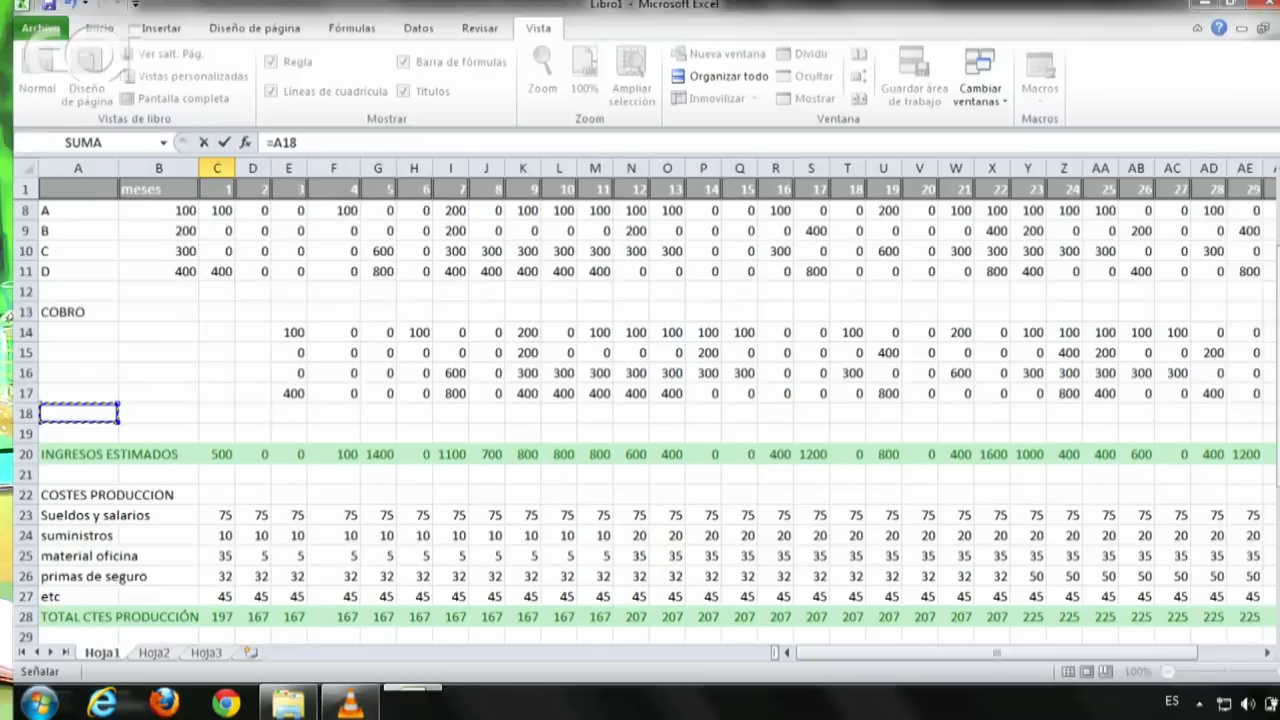 Libro1 - Microsoft Excel
Archivo Inicio Insertar Diseño de página Fórmulas Datos Revisar Vista
Ver salt. Pág. Regla Barra de fórmulas Nueva ventana Dividir
Vistas personalizadas Organizar todo Ocultar
Normal Diseño de página Pantalla completa Líneas de cuadrícula Títulos Zoom 100% Ampliar selección Inmovilizar Mostrar Guardar área de trabajo Cambiar ventanas Macros
Vistas de libro Mostrar Zoom Ventana Macros
SUMA fx =A18
A B C D E F G H I J K L M N O P Q R S T U V W X Y Z AA AB AC AD AE
1 meses 1 2 3 4 5 6 7 8 9 10 11 12 13 14 15 16 17 18 19 20 21 22 23 24 25 26 27 28 29
8 A 100 100 0 0 100 0 0 200 0 100 100 100 100 100 0 0 100 0 0 200 0 100 100 100 100 100 0 0 100 0
9 B 200 0 0 0 0 0 0 200 0 0 0 0 200 0 0 0 0 400 0 0 0 0 400 200 0 0 200 0 0 400
10 C 300 0 0 0 0 600 0 300 300 300 300 300 300 300 0 0 300 0 0 600 0 300 300 300 300 300 0 0 300 0
11 D 400 400 0 0 0 800 0 400 400 400 400 400 0 0 0 0 0 800 0 0 0 0 800 400 0 0 400 0 0 800
12
13 COBRO
14 100 0 0 100 0 0 200 0 100 100 100 100 100 0 0 100 0 0 200 0 100 100 100 100 100 0 0
15 0 0 0 0 0 0 200 0 0 0 0 200 0 0 0 0 400 0 0 0 0 400 200 0 0 200 0
16 0 0 0 0 600 0 300 300 300 300 300 300 300 0 0 300 0 0 600 0 300 300 300 300 300 0 0
17 400 0 0 0 800 0 400 400 400 400 400 0 0 0 0 0 800 0 0 0 0 800 400 0 0 400 0
18
19
20 INGRESOS ESTIMADOS 500 0 0 100 1400 0 1100 700 800 800 800 600 400 0 0 400 1200 0 800 0 400 1600 1000 400 400 600 0 400 1200
21
22 COSTES PRODUCCION
23 Sueldos y salarios 75 75 75 75 75 75 75 75 75 75 75 75 75 75 75 75 75 75 75 75 75 75 75 75 75 75 75 75 75
24 suministros 10 10 10 10 10 10 10 10 10 10 10 20 20 20 20 20 20 20 20 20 20 20 20 20 20 20 20 20 20
25 material oficina 35 5 5 5 5 5 5 5 5 5 5 35 35 35 35 35 35 35 35 35 35 35 35 35 35 35 35 35 35
26 primas de seguro 32 32 32 32 32 32 32 32 32 32 32 32 32 32 32 32 32 32 32 32 32 32 50 50 50 50 50 50 50
27 etc 45 45 45 45 45 45 45 45 45 45 45 45 45 45 45 45 45 45 45 45 45 45 45 45 45 45 45 45 45
28 TOTAL CTES PRODUCCIÓN 197 167 167 167 167 167 167 167 167 167 167 207 207 207 207 207 207 207 207 207 207 207 225 225 225 225 225 225 225
29
Hoja1 Hoja2 Hoja3
Señalar 100%
ES